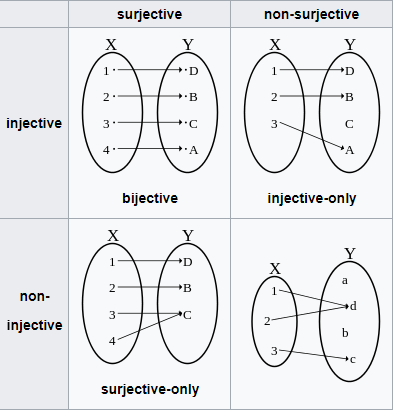 surjective non-surjective
X Y X Y
injective
1 D 1 D
2 B 2 B
3 C 3 C
4 A A
bijective injective-only
X Y
non-
injective
1 D
2 B
3 C
4
surjective-only
X Y
a
1 d
2
b
3 c